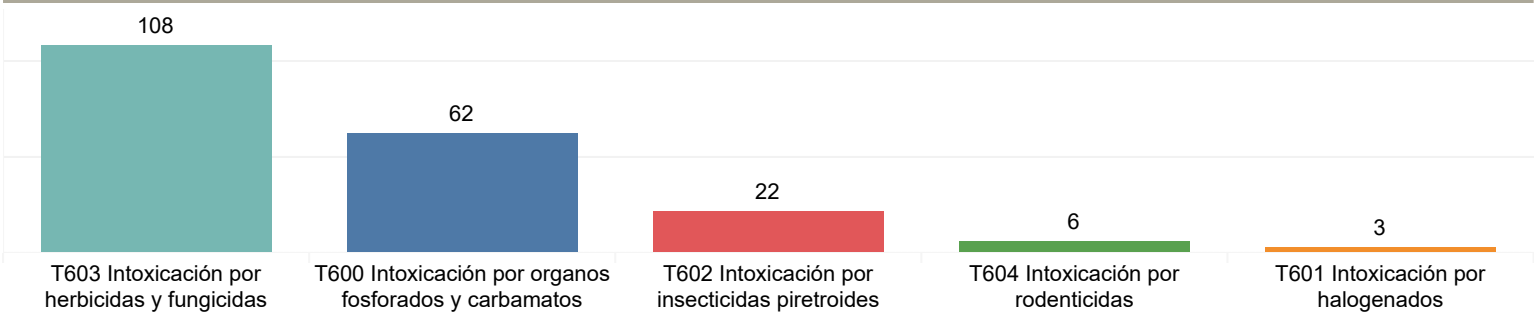 108
62
22
6
3
T603 Intoxicación por
herbicidas y fungicidas
T600 Intoxicación por organos
fosforados y carbamatos
T602 Intoxicación por
insecticidas piretroides
T604 Intoxicación por
rodenticidas
T601 Intoxicación por
halogenados